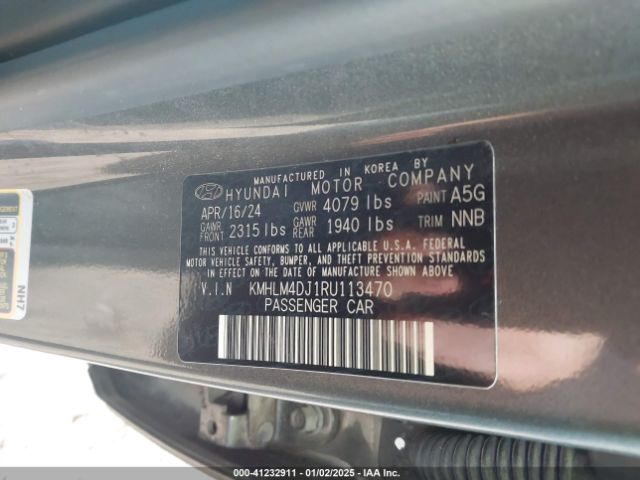 MANUFACTURED IN KOREA BY
HYUNDAI MOTOR COMPANY
APR/16/24 GVWR 4079 lbs PAINT A5G
GAWR FRONT 2315 lbs GAWR REAR 1940 lbs TRIM NNB
THIS VEHICLE CONFORMS TO ALL APPLICABLE U.S.A. FEDERAL
MOTOR VEHICLE SAFETY, BUMPER, AND THEFT PREVENTION STANDARDS
IN EFFECT ON THE DATE OF MANUFACTURE SHOWN ABOVE.
V.I.N KMHLM4DJ1RU113470
PASSENGER CAR
NH7
000-41232911 - 01/02/2025 - IAAI.com